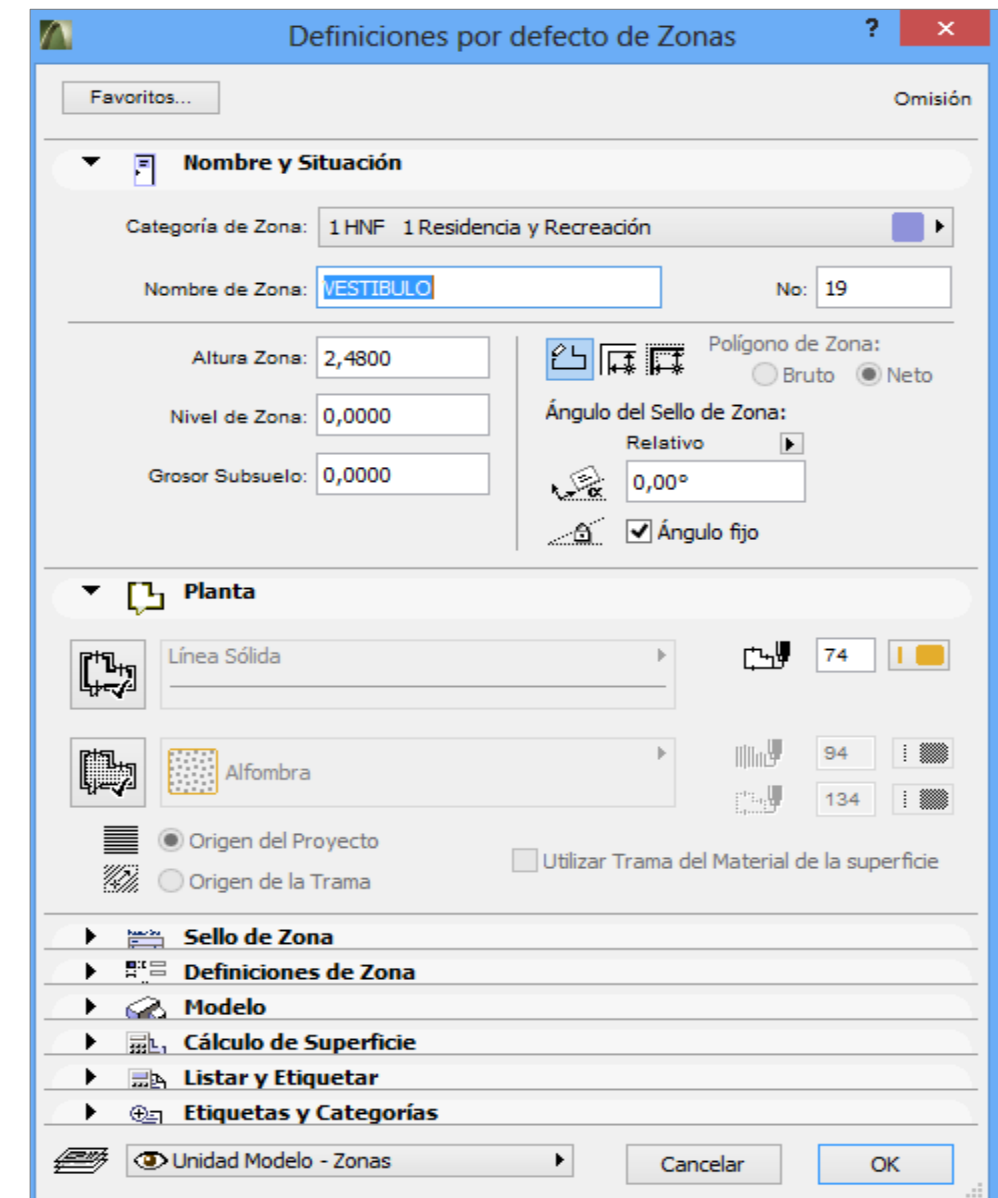 Definiciones por defecto de Zonas ? ×
Favoritos... Omisión
Nombre y Situación
Categoría de Zona: 1 HNF 1 Residencia y Recreación
Nombre de Zona: VESTIBULO No: 19
Altura Zona: 2,4800 Polígono de Zona:
Bruto Neto
Nivel de Zona: 0,0000 Ángulo del Sello de Zona:
Relativo
Grosor Subsuelo: 0,0000 0,00°
Ángulo fijo
Planta
Línea Sólida 74
Alfombra 94
134
Origen del Proyecto
Utilizar Trama del Material de la superficie
Origen de la Trama
Sello de Zona
Definiciones de Zona
Modelo
Cálculo de Superficie
Listar y Etiquetar
Etiquetas y Categorías
Unidad Modelo - Zonas Cancelar OK